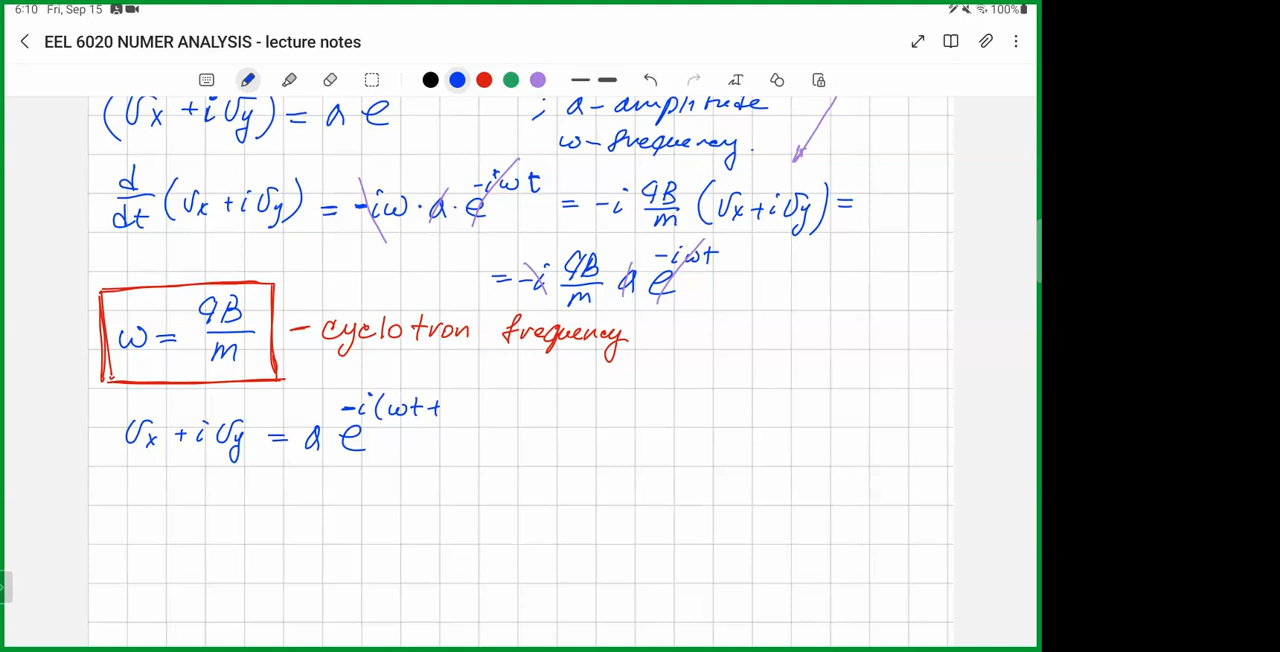 6:10 Fri, Sep 15 100%
EEL 6020 NUMER ANALYSIS - lecture notes
(Vx + i Vy) = a e ; a - amplitude
ω - frequency.
d/dt (Vx + i Vy) = -iω · a · e^{-iωt} = -i qB/m (Vx + i Vy) =
= -i qB/m a e^{-iωt}
ω = qB/m - cyclotron frequency
Vx + i Vy = a e^{-i(ωt+